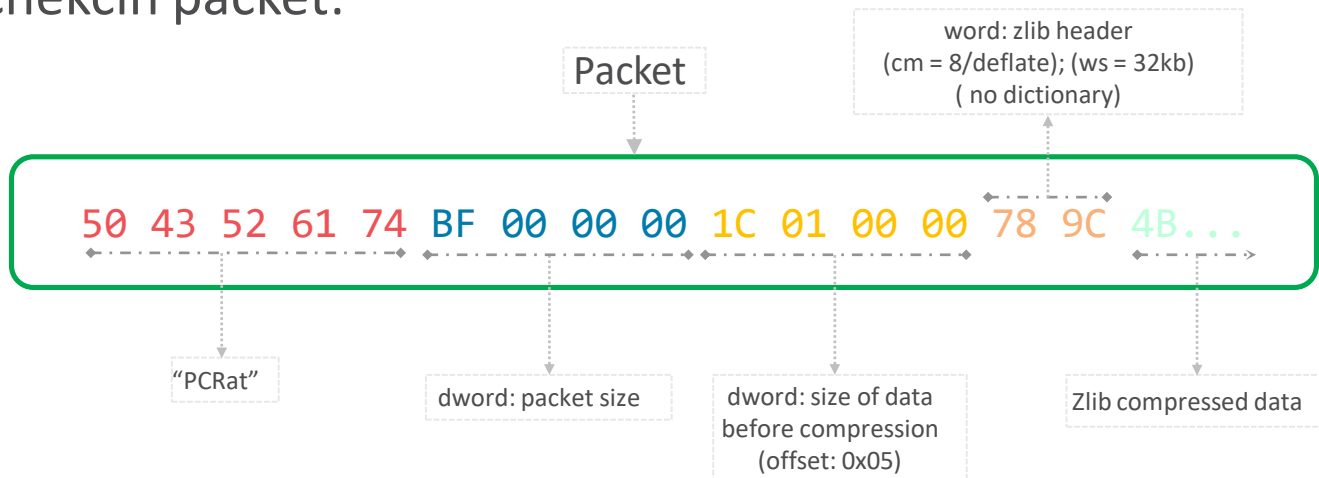 packet:
Packet
word: zlib header
(cm = 8/deflate); (ws = 32kb)
( no dictionary)
50 43 52 61 74 BF 00 00 00 1C 01 00 00 78 9C 4B...
“PCRat”
dword: packet size
dword: size of data
before compression
(offset: 0x05)
Zlib compressed data